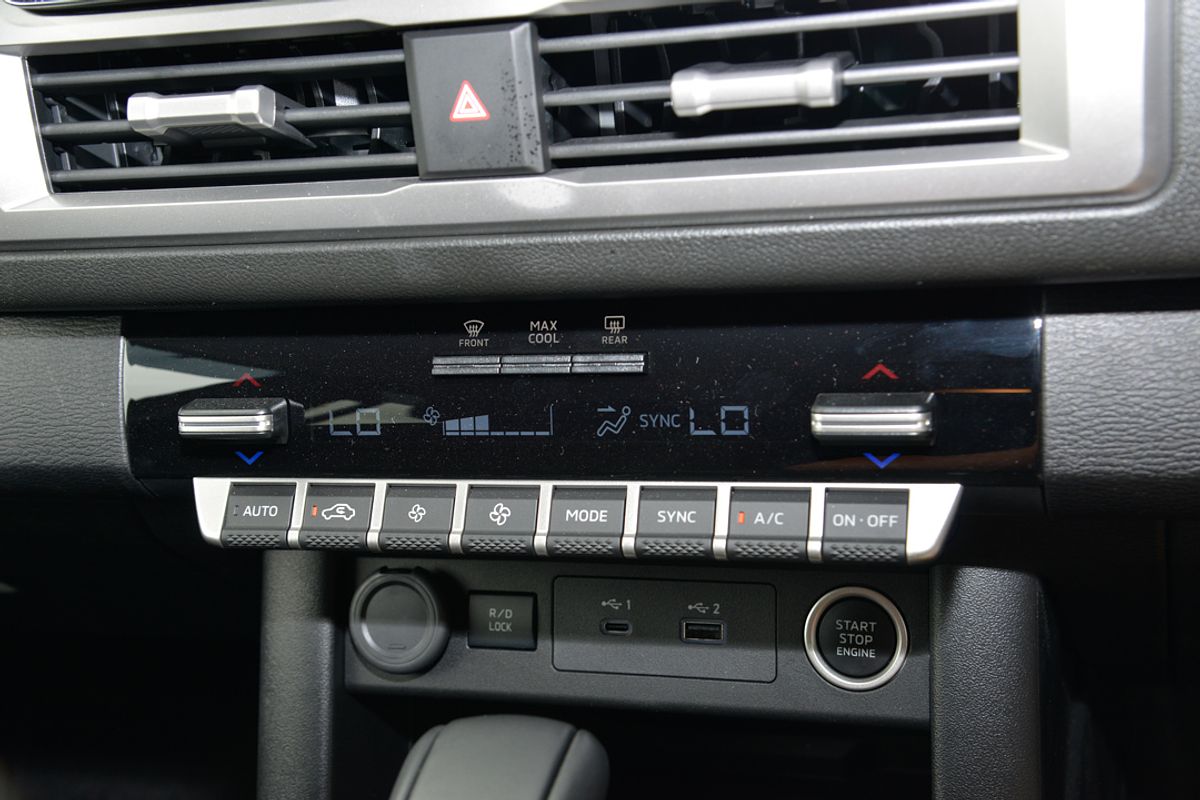 FRONT
MAX
COOL
REAR
LO
SYNC
LO
AUTO
MODE
SYNC
A/C
ON·OFF
R/D
LOCK
1
2
START
STOP
ENGINE